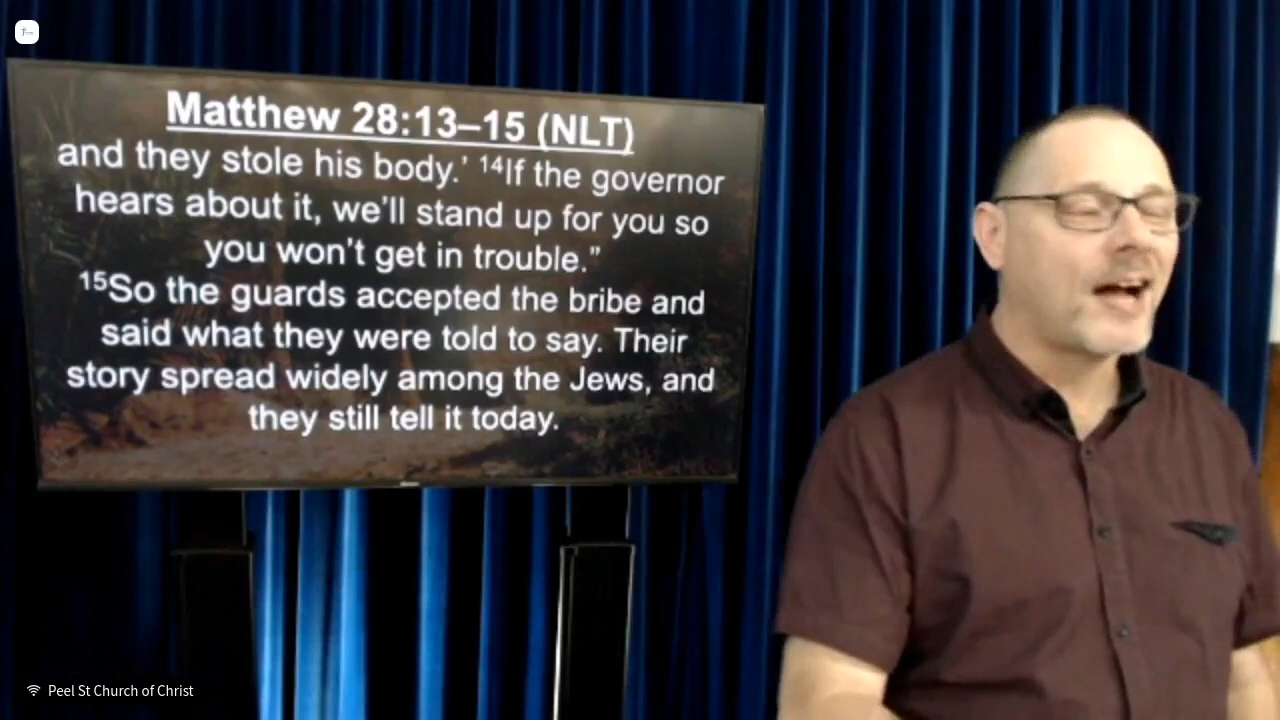 Matthew 28:13–15 (NLT)
and they stole his body.’ ¹⁴If the governor
hears about it, we’ll stand up for you so
you won’t get in trouble.”
¹⁵So the guards accepted the bribe and
said what they were told to say. Their
story spread widely among the Jews, and
they still tell it today.
Peel St Church of Christ